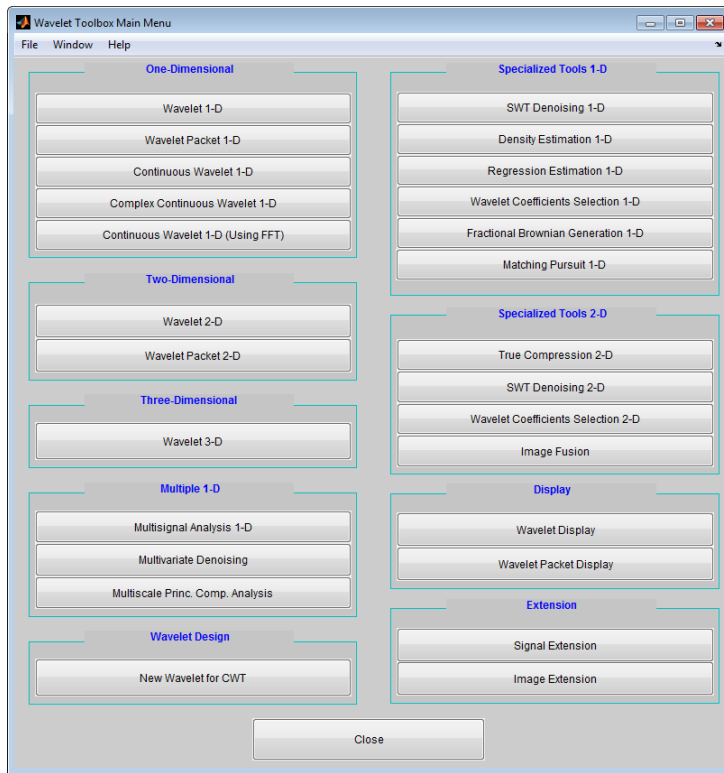 Wavelet Toolbox Main Menu
File Window Help
One-Dimensional
Wavelet 1-D
Wavelet Packet 1-D
Continuous Wavelet 1-D
Complex Continuous Wavelet 1-D
Continuous Wavelet 1-D (Using FFT)
Two-Dimensional
Wavelet 2-D
Wavelet Packet 2-D
Three-Dimensional
Wavelet 3-D
Multiple 1-D
Multisignal Analysis 1-D
Multivariate Denoising
Multiscale Princ. Comp. Analysis
Wavelet Design
New Wavelet for CWT
Specialized Tools 1-D
SWT Denoising 1-D
Density Estimation 1-D
Regression Estimation 1-D
Wavelet Coefficients Selection 1-D
Fractional Brownian Generation 1-D
Matching Pursuit 1-D
Specialized Tools 2-D
True Compression 2-D
SWT Denoising 2-D
Wavelet Coefficients Selection 2-D
Image Fusion
Display
Wavelet Display
Wavelet Packet Display
Extension
Signal Extension
Image Extension
Close